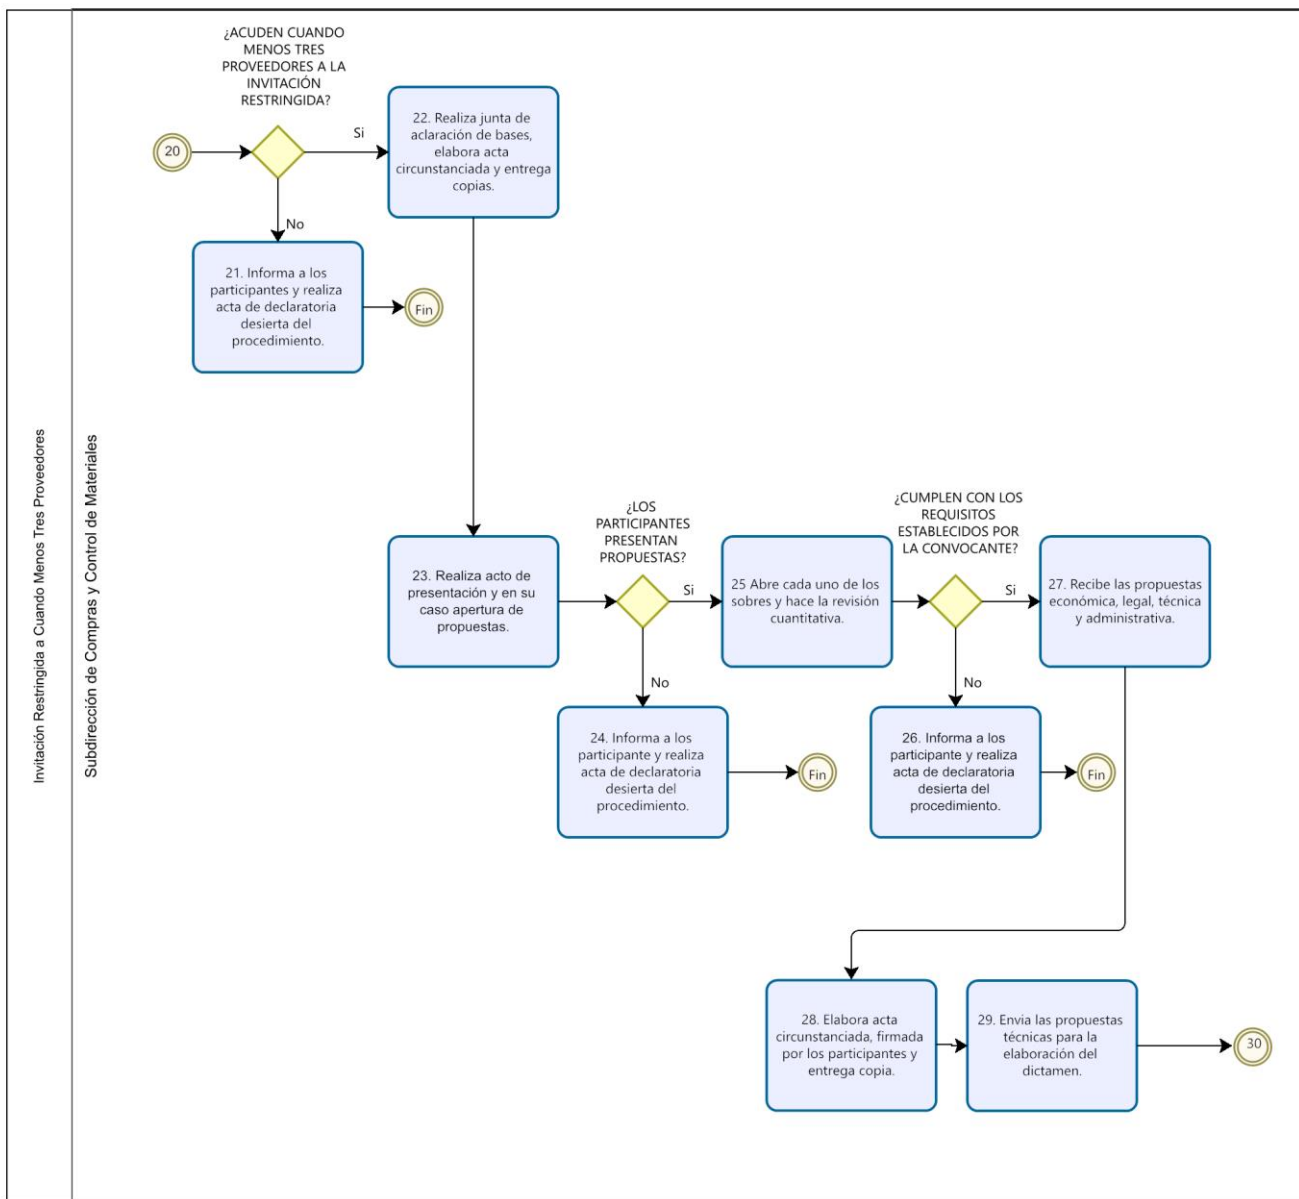 Invitación Restringida a Cuando Menos Tres Proveedores
Subdirección de Compras y Control de Materiales
¿ACUDEN CUANDO
MENOS TRES
PROVEEDORES A LA
INVITACIÓN
RESTRINGIDA?
20
Si
No
22. Realiza junta de
aclaración de bases,
elabora acta
circunstanciada y entrega
copias.
21. Informa a los
participantes y realiza
acta de declaratoria
desierta del
procedimiento.
Fin
23. Realiza acto de
presentación y en su
caso apertura de
propuestas.
¿LOS
PARTICIPANTES
PRESENTAN
PROPUESTAS?
Si
No
24. Informa a los
participante y realiza
acta de declaratoria
desierta del
procedimiento.
Fin
25 Abre cada uno de los
sobres y hace la revisión
cuantitativa.
¿CUMPLEN CON LOS
REQUISITOS
ESTABLECIDOS POR
LA CONVOCANTE?
Si
No
26. Informa a los
participante y realiza
acta de declaratoria
desierta del
procedimiento.
Fin
27. Recibe las propuestas
económica, legal, técnica
y administrativa.
28. Elabora acta
circunstanciada, firmada
por los participantes y
entrega copia.
29. Envia las propuestas
técnicas para la
elaboración del
dictamen.
30